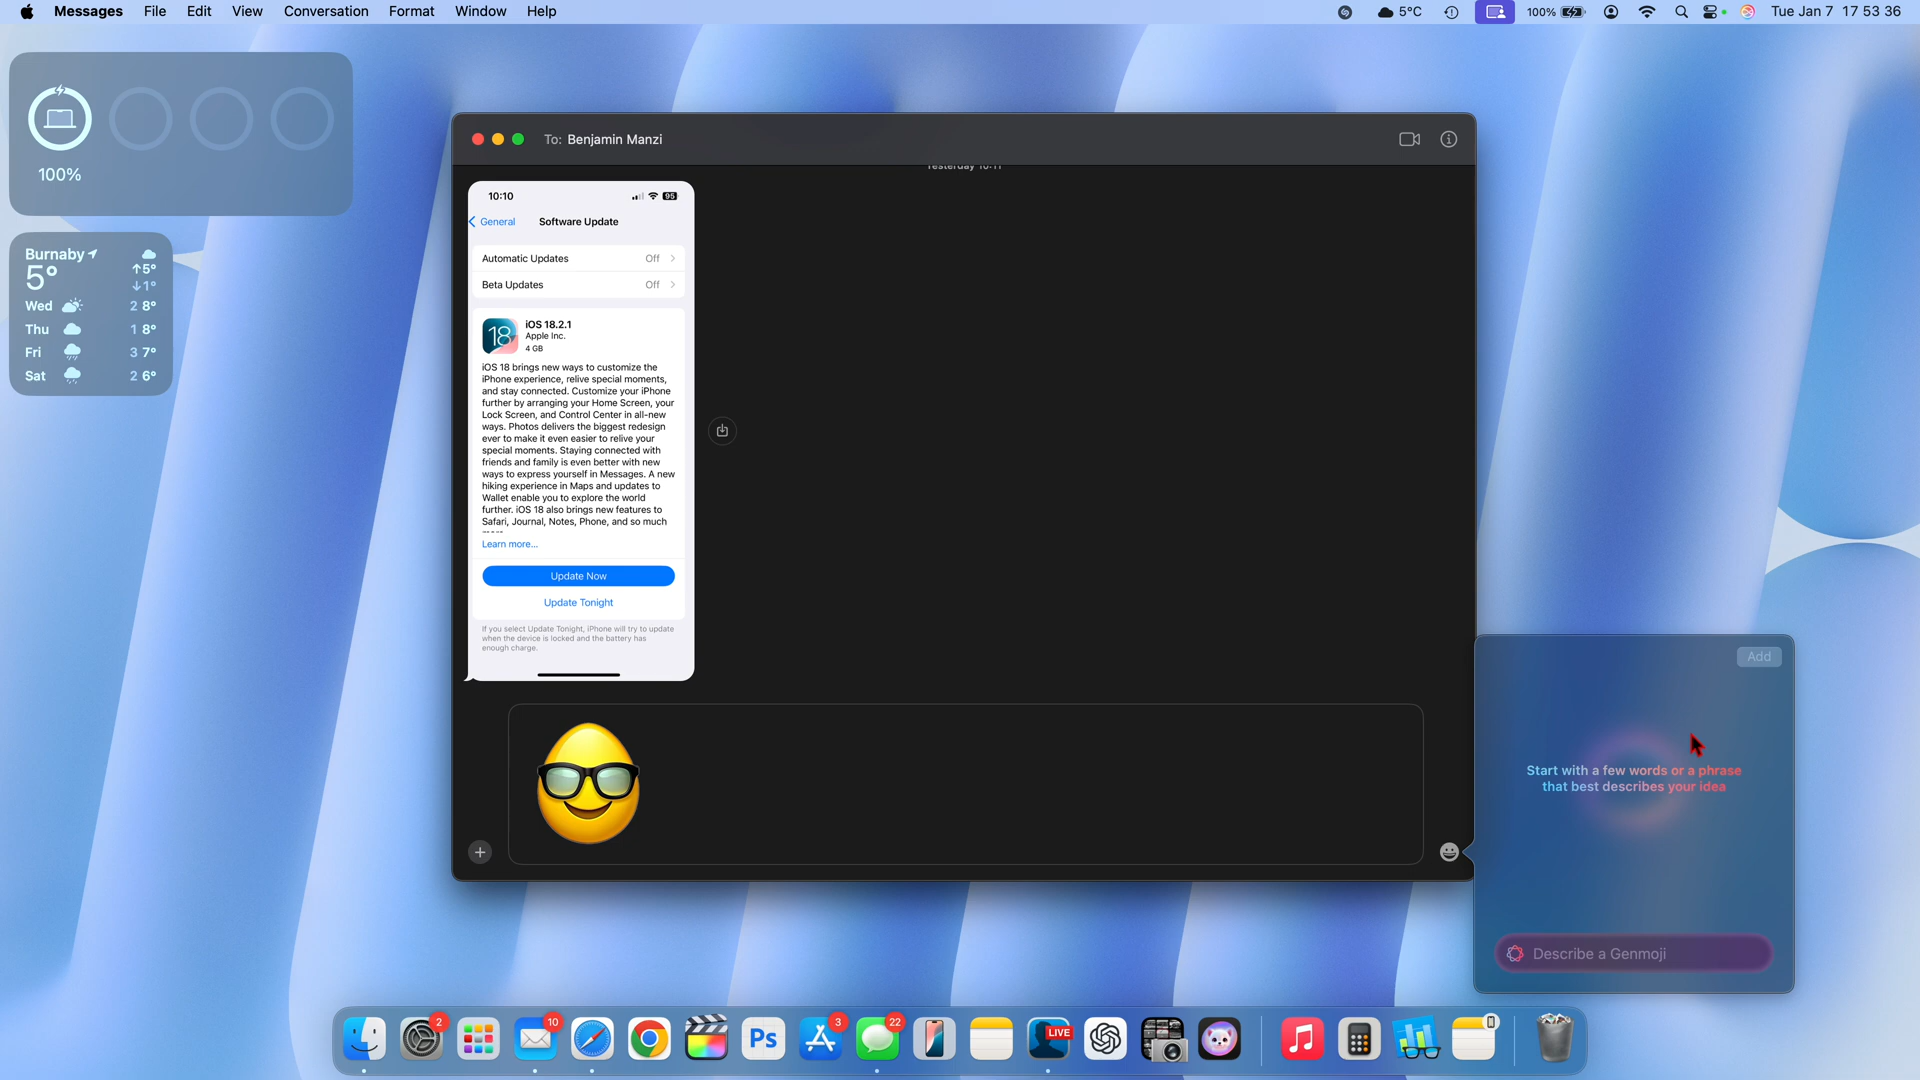 Messages File Edit View Conversation Format Window Help
5°C 100% Tue Jan 7 17 53 36
100%
Burnaby
5°
↑5°
↓1°
Wed 2 8°
Thu 1 8°
Fri 3 7°
Sat 2 6°
To: Benjamin Manzi
Yesterday 10:11
10:10 95
General Software Update
Automatic Updates Off
Beta Updates Off
18
iOS 18.2.1
Apple Inc.
4 GB
iOS 18 brings new ways to customize the
iPhone experience, relive special moments,
and stay connected. Customize your iPhone
further by arranging your Home Screen, your
Lock Screen, and Control Center in all-new
ways. Photos delivers the biggest redesign
ever to make it even easier to relive your
special moments. Staying connected with
friends and family is even better with new
ways to express yourself in Messages. A new
hiking experience in Maps and updates to
Wallet enable you to explore the world
further. iOS 18 also brings new features to
Safari, Journal, Notes, Phone, and so much
Learn more...
Update Now
Update Tonight
If you select Update Tonight, iPhone will try to update
when the device is locked and the battery has
enough charge.
Add
Start with a few words or a phrase
that best describes your idea
Describe a Genmoji
2 10 Ps 3 22 LIVE